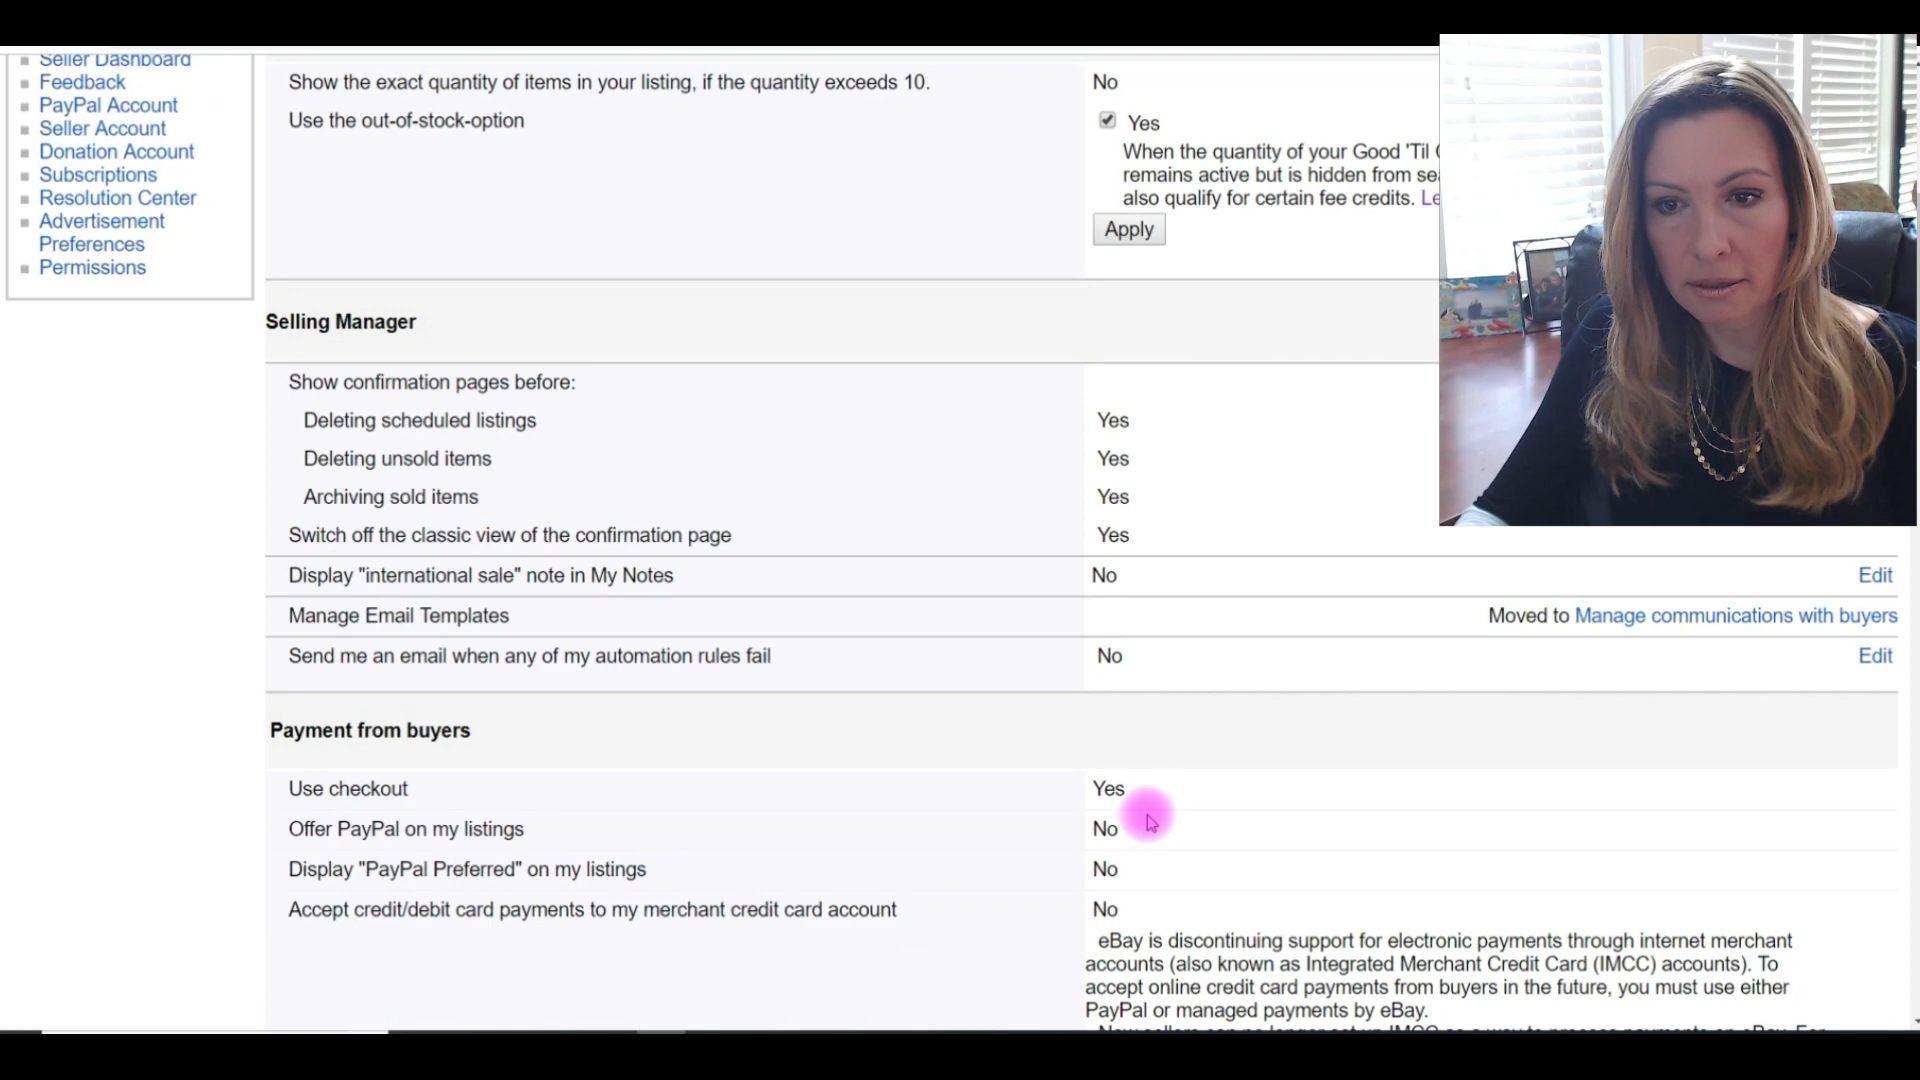 Seller Dashboard
Feedback
PayPal Account
Seller Account
Donation Account
Subscriptions
Resolution Center
Advertisement
Preferences
Permissions
Show the exact quantity of items in your listing, if the quantity exceeds 10.
No
Use the out-of-stock-option
Yes
When the quantity of your Good 'Til
remains active but is hidden from
also qualify for certain fee credits.
Apply
Selling Manager
Show confirmation pages before:
Deleting scheduled listings
Yes
Deleting unsold items
Yes
Archiving sold items
Yes
Switch off the classic view of the confirmation page
Yes
Display "international sale" note in My Notes
No
Edit
Manage Email Templates
Moved to Manage communications with buyers
Send me an email when any of my automation rules fail
No
Edit
Payment from buyers
Use checkout
Yes
Offer PayPal on my listings
No
Display "PayPal Preferred" on my listings
No
Accept credit/debit card payments to my merchant credit card account
No
eBay is discontinuing support for electronic payments through internet merchant
accounts (also known as Integrated Merchant Credit Card (IMCC) accounts). To
accept online credit card payments from buyers in the future, you must use either
PayPal or managed payments by eBay.